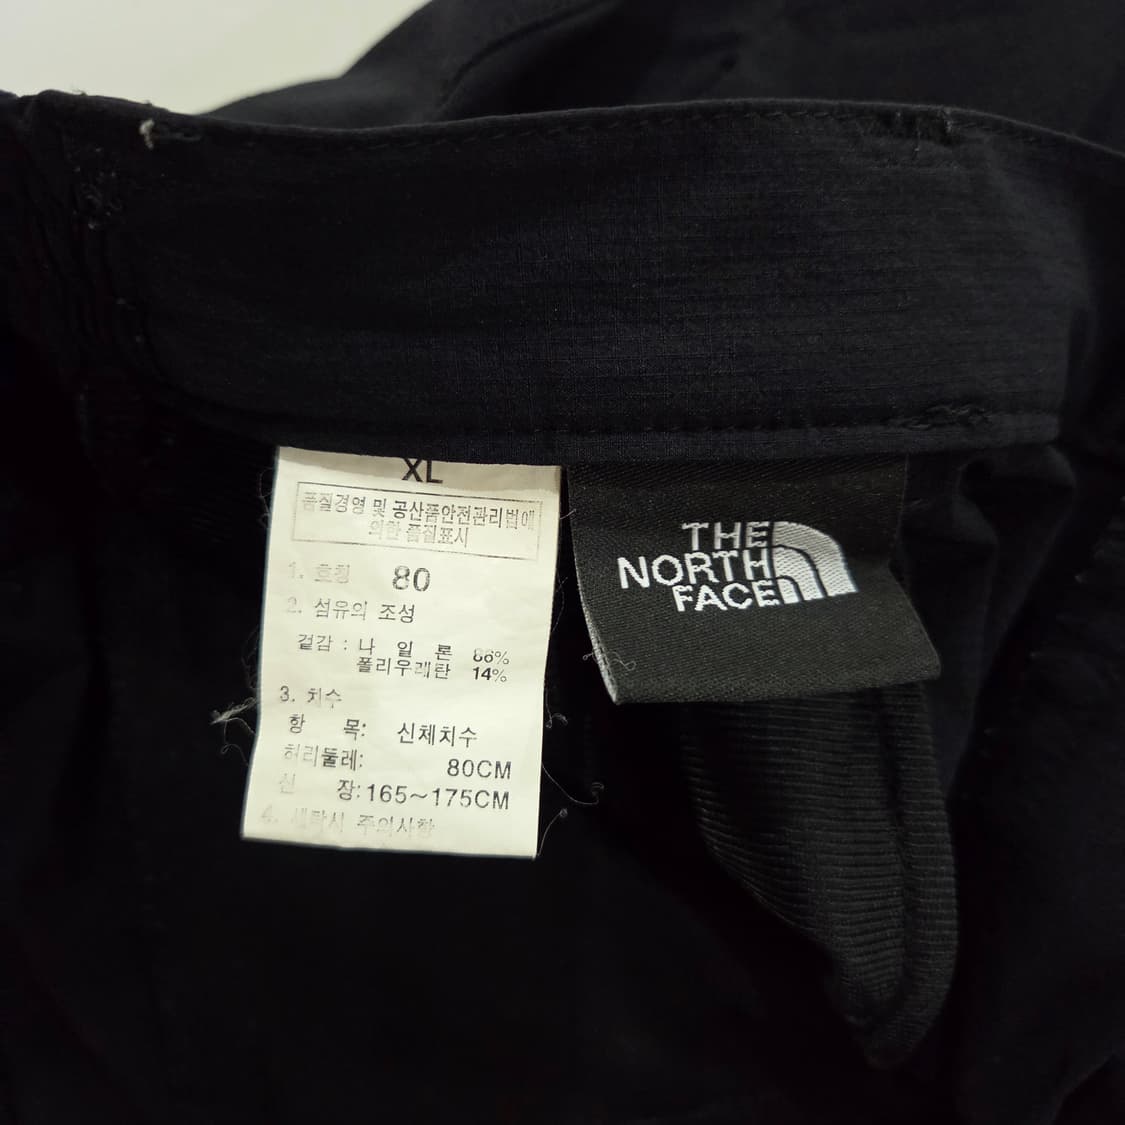 XL
품질경영 및 공산품안전관리법에
의한 품질표시
1. 호칭 80
2. 섬유의 조성
겉감 : 나 일 론 86%
폴리우레탄 14%
3. 치수
항 목: 신체치수
허리둘레: 80CM
신 장: 165~175CM
4. 세탁시 주의사항
THE
NORTH
FACE